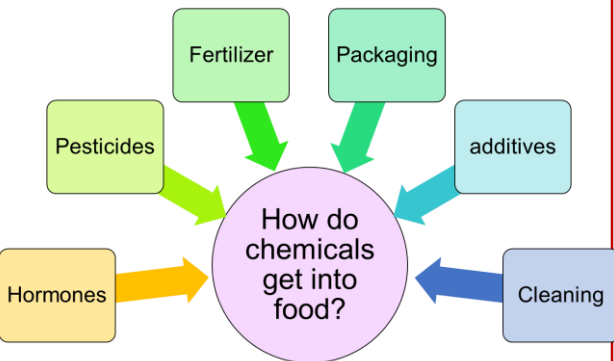 Fertilizer
Packaging
Pesticides
additives
Hormones
How do
chemicals
get into
food?
Cleaning